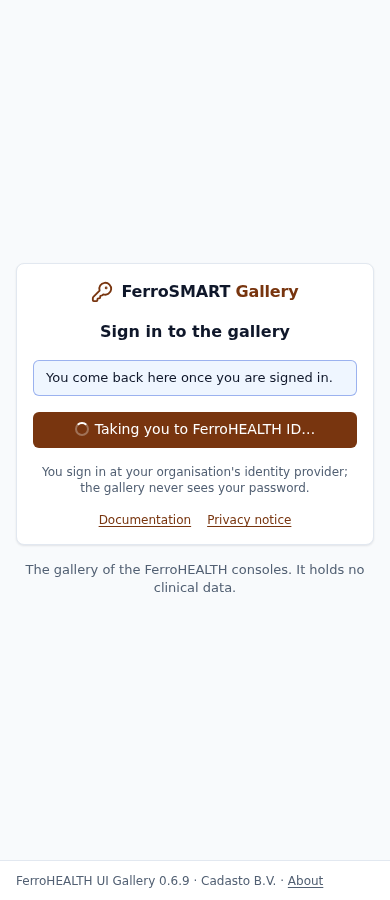 FerroSMART Gallery
Sign in to the gallery
You come back here once you are signed in.
Taking you to FerroHEALTH ID…
You sign in at your organisation's identity provider;
the gallery never sees your password.
Documentation Privacy notice
The gallery of the FerroHEALTH consoles. It holds no
clinical data.
FerroHEALTH UI Gallery 0.6.9 · Cadasto B.V. · About